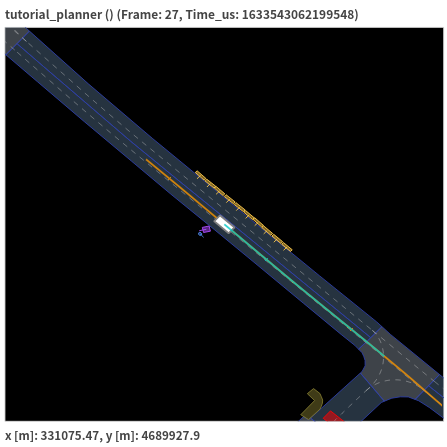 tutorial_planner () (Frame: 27, Time_us: 1633543062199548)
x [m]: 331075.47, y [m]: 4689927.9